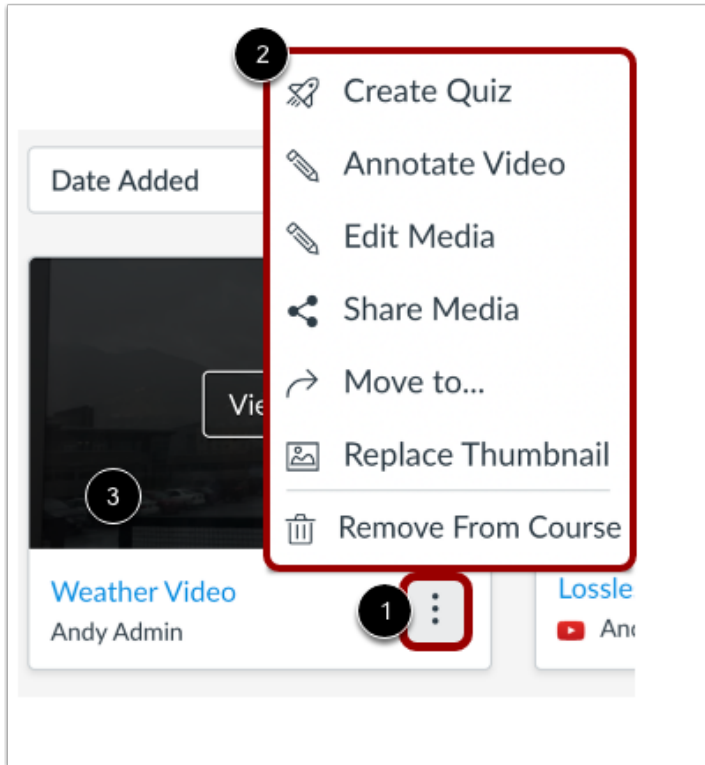 2
Create Quiz
Annotate Video
Date Added
Edit Media
Share Media
Move to...
Replace Thumbnail
3
Remove From Course
Weather Video
Andy Admin
1